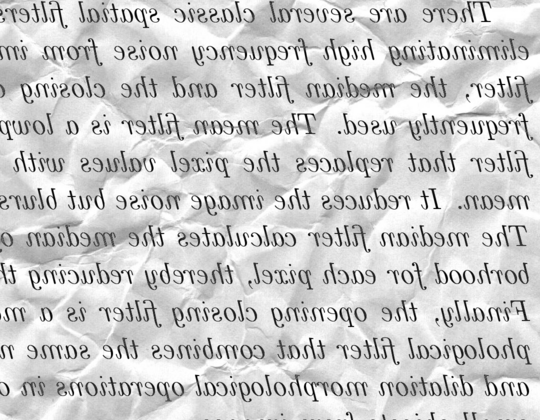 There are several classic spatial filters
eliminating high frequency noise from
filter, the median filter and the closing
frequently used. The mean filter is a
filter that replaces the pixel values with
mean. It reduces the image noise but blurs
The median filter calculates the median
borhood for each pixel, thereby reducing
Finally, the opening closing filter is a
phological filter that combines the same
and dilation morphological operations in